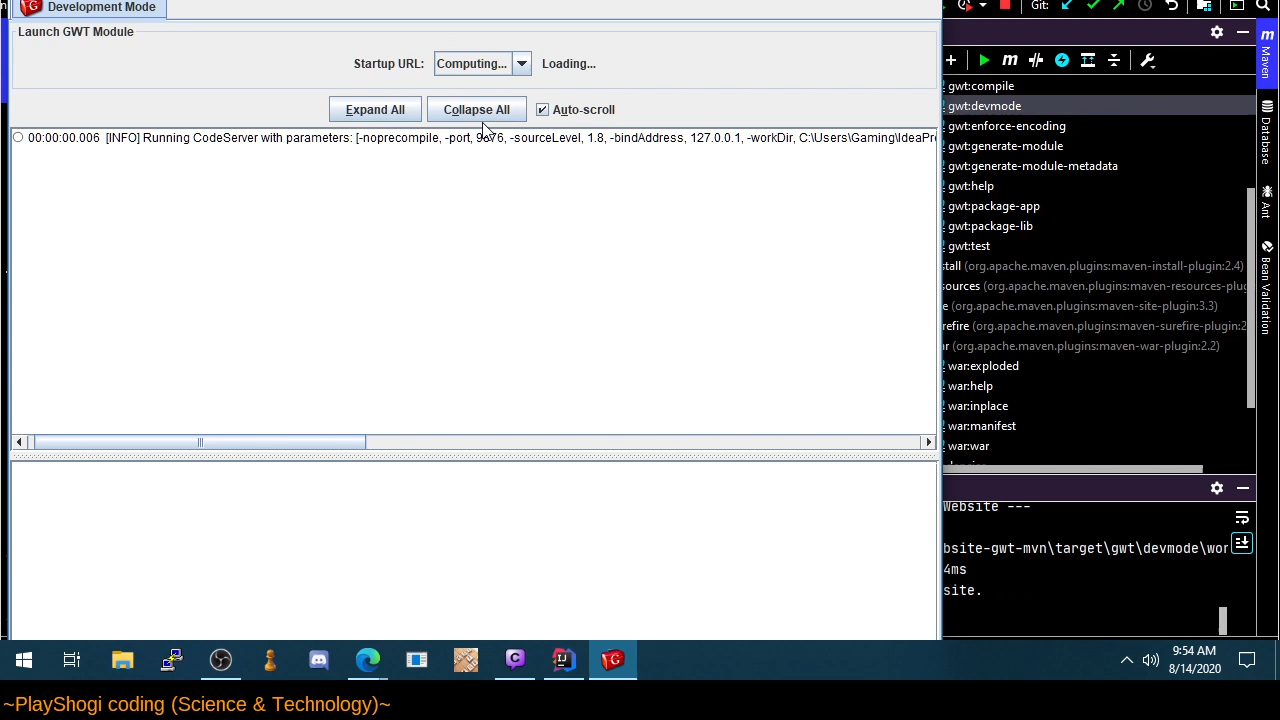 Development Mode
Git:
Launch GWT Module
Startup URL: Computing... Loading...
Expand All Collapse All Auto-scroll
00:00:00.006 [INFO] Running CodeServer with parameters: [-noprecompile, -port, -sourceLevel, 1.8, -bindAddress, 127.0.0.1, -workDir, C:\Users\Gaming\IdeaPr
m
gwt:compile
gwt:devmode
gwt:enforce-encoding
gwt:generate-module
gwt:generate-module-metadata
gwt:help
gwt:package-app
gwt:package-lib
gwt:test
stall (org.apache.maven.plugins:maven-install-plugin:2.4)
sources (org.apache.maven.plugins:maven-resources-plug
e (org.apache.maven.plugins:maven-site-plugin:3.3)
refire (org.apache.maven.plugins:maven-surefire-plugin:2
r (org.apache.maven.plugins:maven-war-plugin:2.2)
war:exploded
war:help
war:inplace
war:manifest
war:war
m Maven
Database
Ant
Bean Validation
Website ---
bsite-gwt-mvn\target\gwt\devmode\wor
4ms
site.
9:54 AM
8/14/2020
~PlayShogi coding (Science & Technology)~